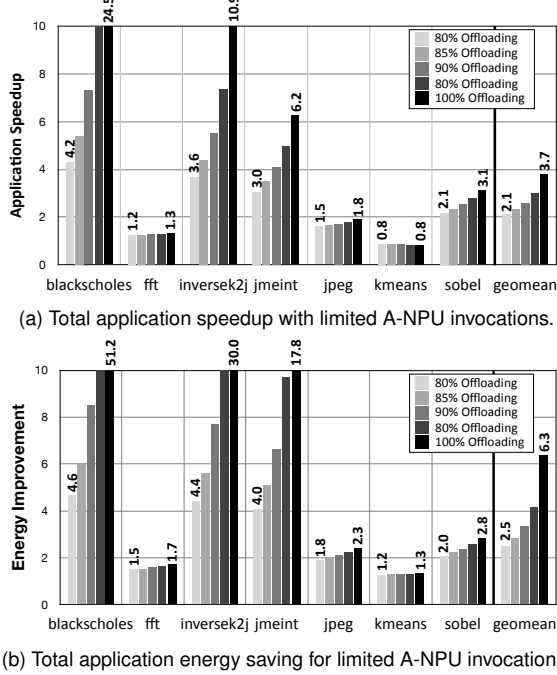 24.5
10.9
10
80% Offloading
85% Offloading
90% Offloading
80% Offloading
100% Offloading
8
6
4
2
0
Application Speedup
4.2
1.2
1.3
3.6
3.0
6.2
1.5
1.8
0.8
0.8
2.1
3.1
2.1
3.7
blackscholes fft inversek2j jmeint jpeg kmeans sobel geomean
(a) Total application speedup with limited A-NPU invocations.
51.2
30.0
17.8
10
80% Offloading
85% Offloading
90% Offloading
80% Offloading
100% Offloading
8
6
4
2
0
Energy Improvement
4.6
1.5
1.7
4.4
4.0
1.8
2.3
1.2
1.3
2.0
2.8
2.5
6.3
blackscholes fft inversek2j jmeint jpeg kmeans sobel geomean
(b) Total application energy saving for limited A-NPU invocation